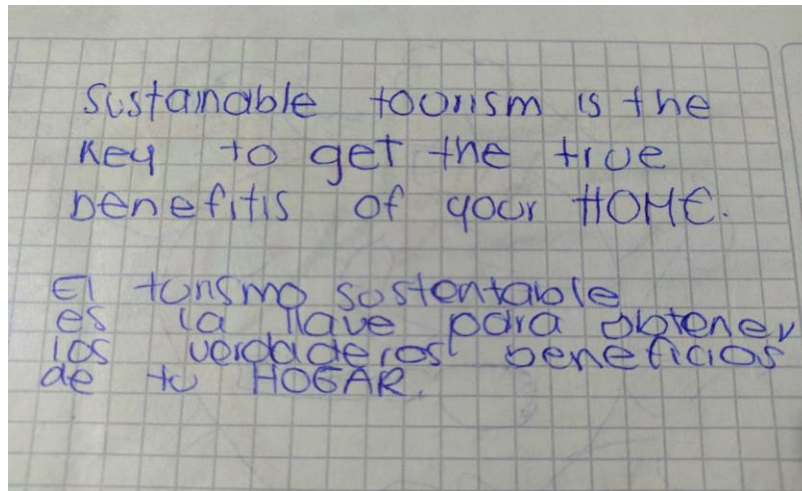 Sustainable tourism is the
Key to get the true
benefitis of your HOME.
El turismo sustentable
es la llave para obtener
los verdaderos beneficios
de tu HOGAR.